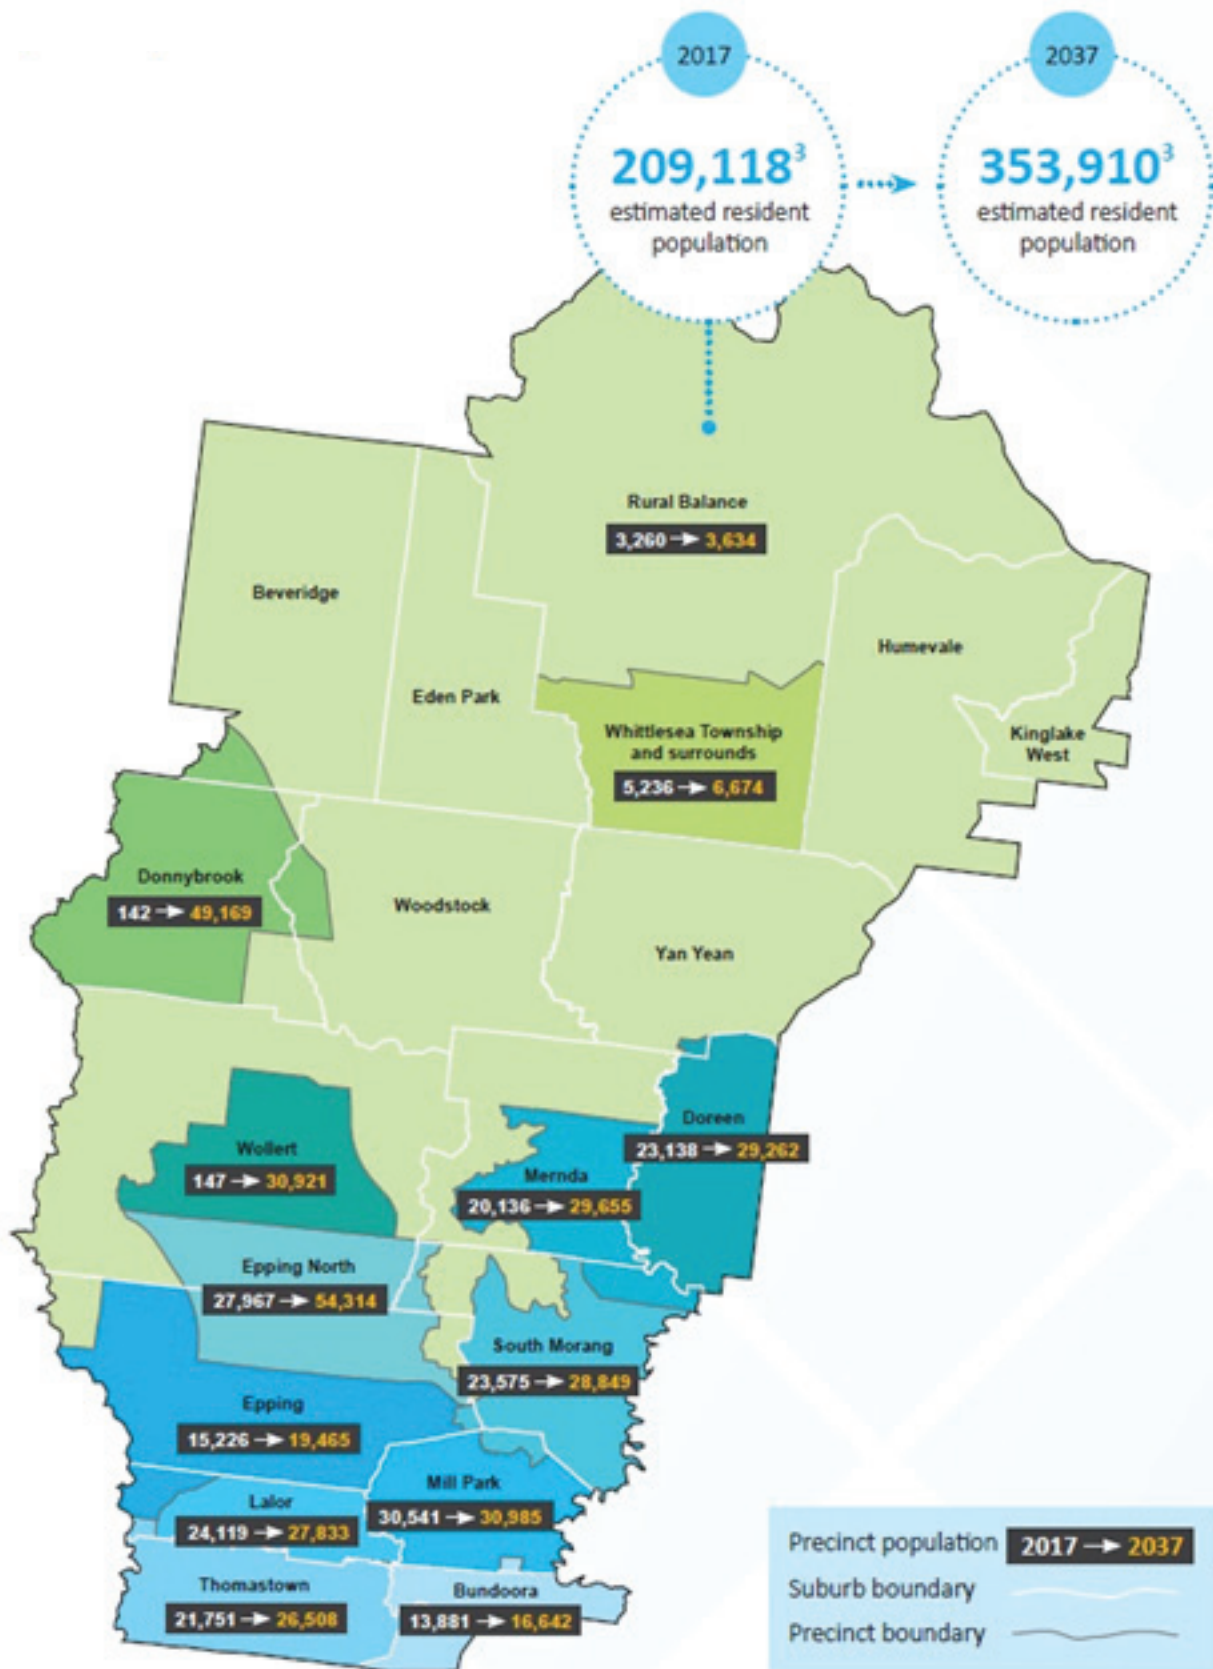 2017
209,118³
estimated resident
population
2037
353,910³
estimated resident
population
Rural Balance
3,260 → 3,634
Beveridge
Humevale
Eden Park
Whittlesea Township
and surrounds
5,236 → 6,674
Kinglake
West
Donnybrook
142 → 49,169
Woodstock
Yan Yean
Doreen
23,138 → 29,262
Wollert
147 → 30,921
Mernda
20,136 → 29,655
Epping North
27,967 → 54,314
South Morang
23,575 → 28,849
Epping
15,226 → 19,465
Mill Park
30,541 → 30,985
Lalor
24,119 → 27,833
Thomastown
21,751 → 26,508
Bundoora
13,881 → 16,642
Precinct population 2017 → 2037
Suburb boundary
Precinct boundary